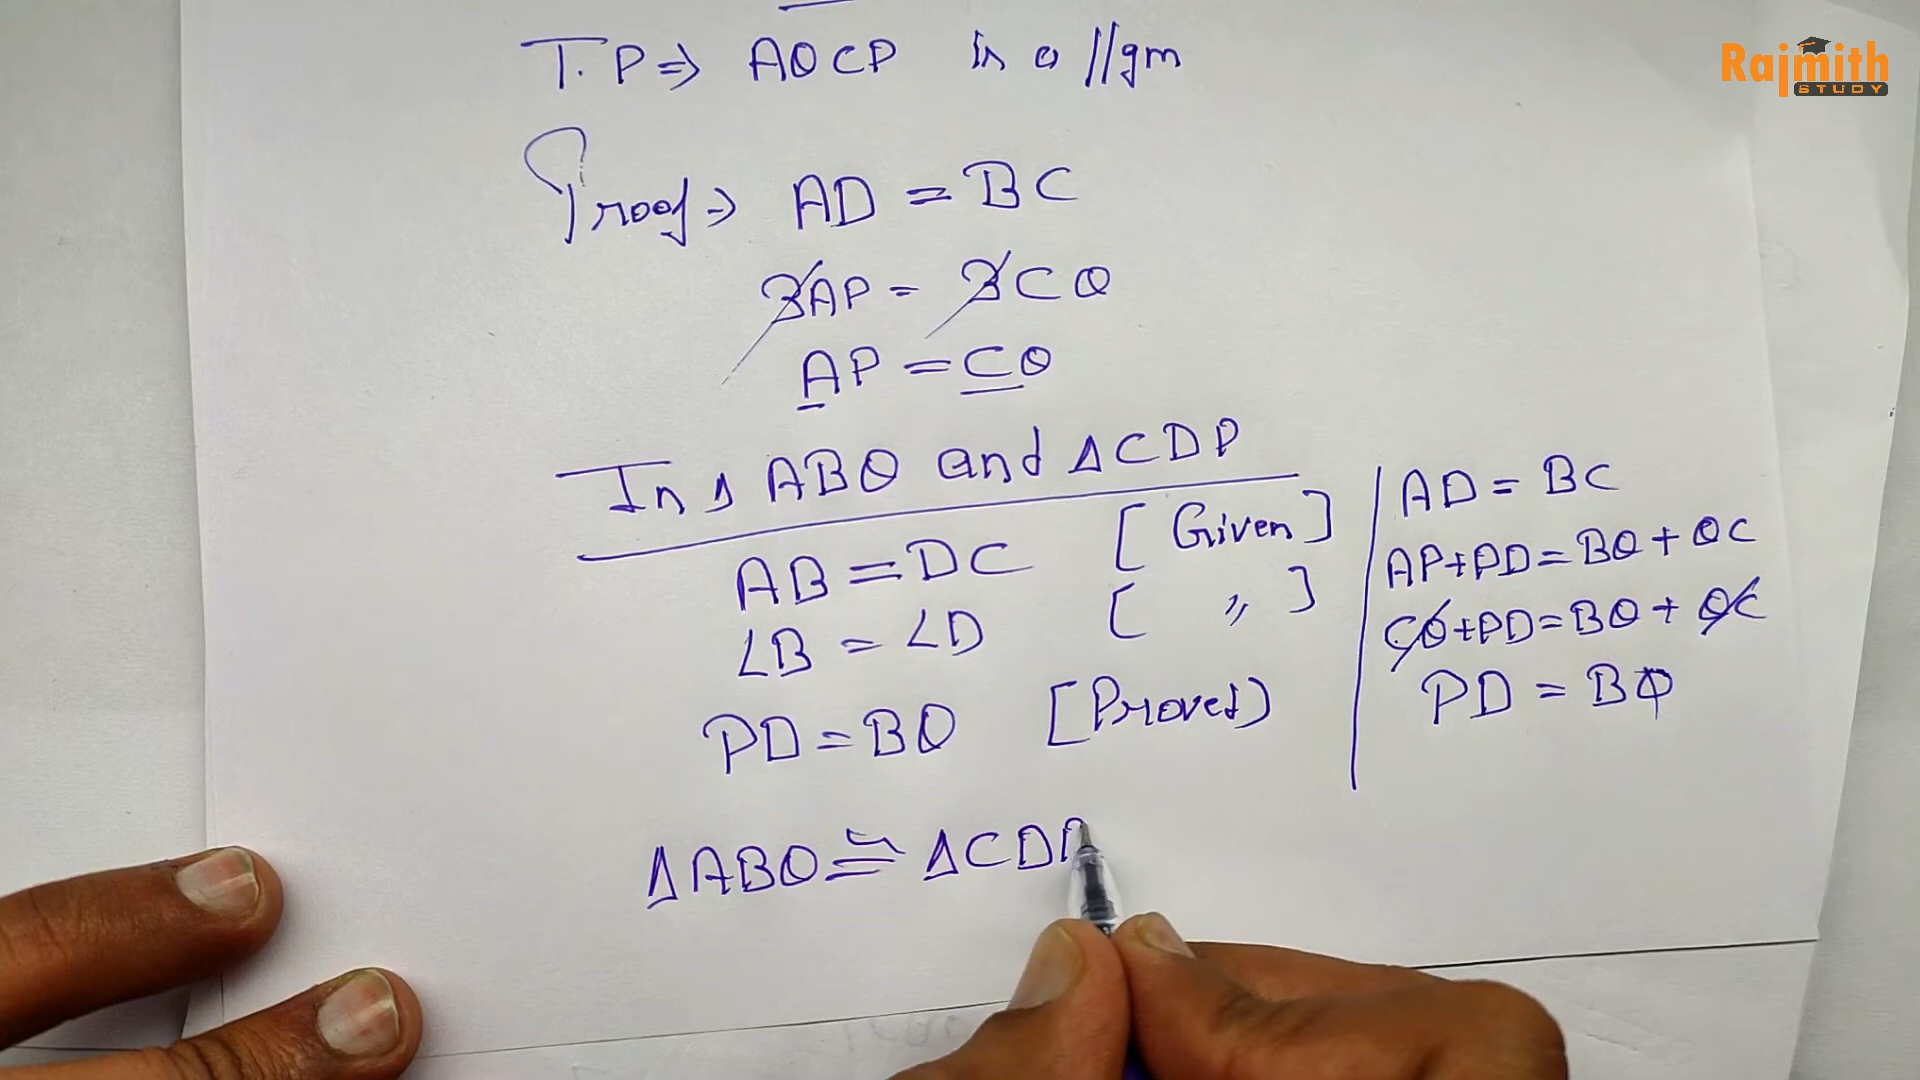 T.P ⇒ AQCP is a //gm
Rajmith
STUDY
Proof ⇒ AD = BC
3AP = 3CQ
AP = CQ
In Δ ABQ and ΔCDP
AB = DC [Given]
∠B = ∠D [ " ]
PD = BQ [Proved)
AD = BC
AP+PD = BQ + QC
CQ+PD = BQ + QC
PD = BQ
ΔABQ ≅ ΔCDP